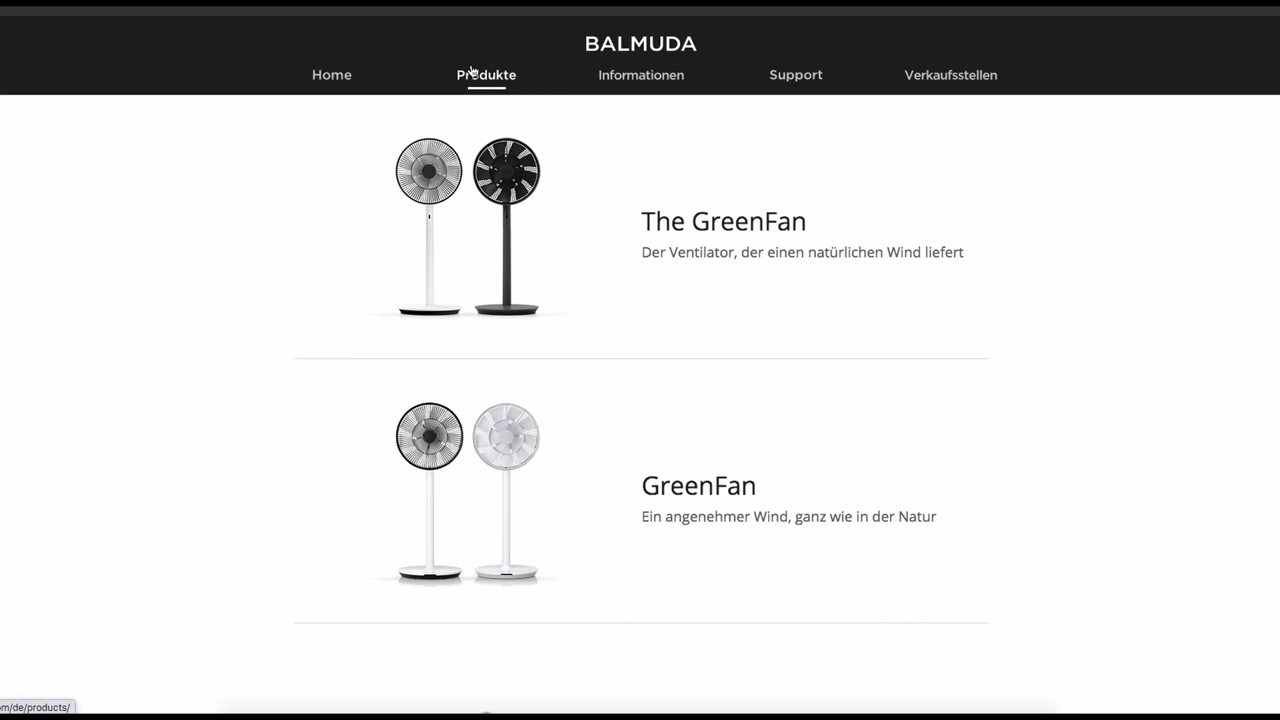 BALMUDA
Home Produkte Informationen Support Verkaufsstellen
The GreenFan
Der Ventilator, der einen natürlichen Wind liefert
GreenFan
Ein angenehmer Wind, ganz wie in der Natur
om/de/products/